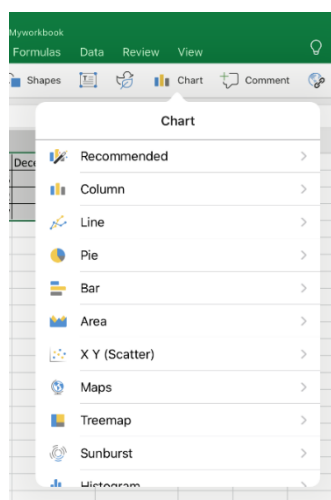 Myworkbook
Formulas Data Review View
Shapes Chart Comment
Chart
Dece
Recommended
Column
Line
Pie
Bar
Area
X Y (Scatter)
Maps
Treemap
Sunburst
Histogram